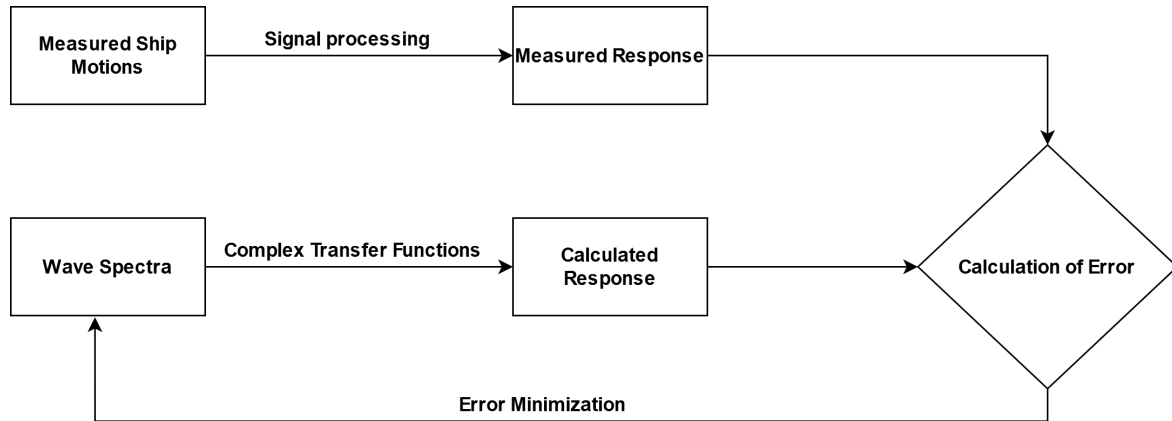 Measured Ship
Motions
Signal processing
Measured Response
Wave Spectra
Complex Transfer Functions
Calculated
Response
Calculation of Error
Error Minimization